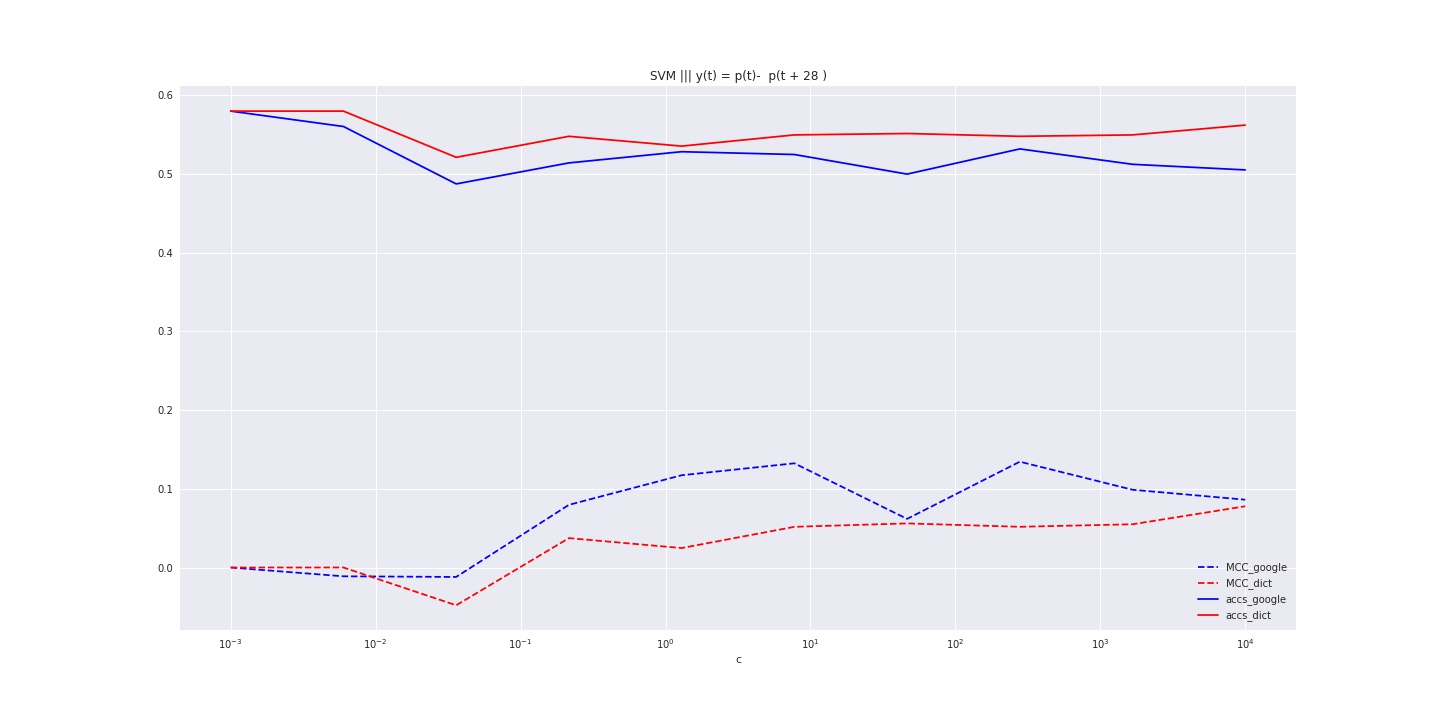 SVM ||| y(t) = p(t)-  p(t + 28 )
0.6
0.5
0.4
0.3
0.2
0.1
0.0
MCC_google
MCC_dict
accs_google
accs_dict
10⁻³ 10⁻² 10⁻¹ 10⁰ 10¹ 10² 10³ 10⁴
c